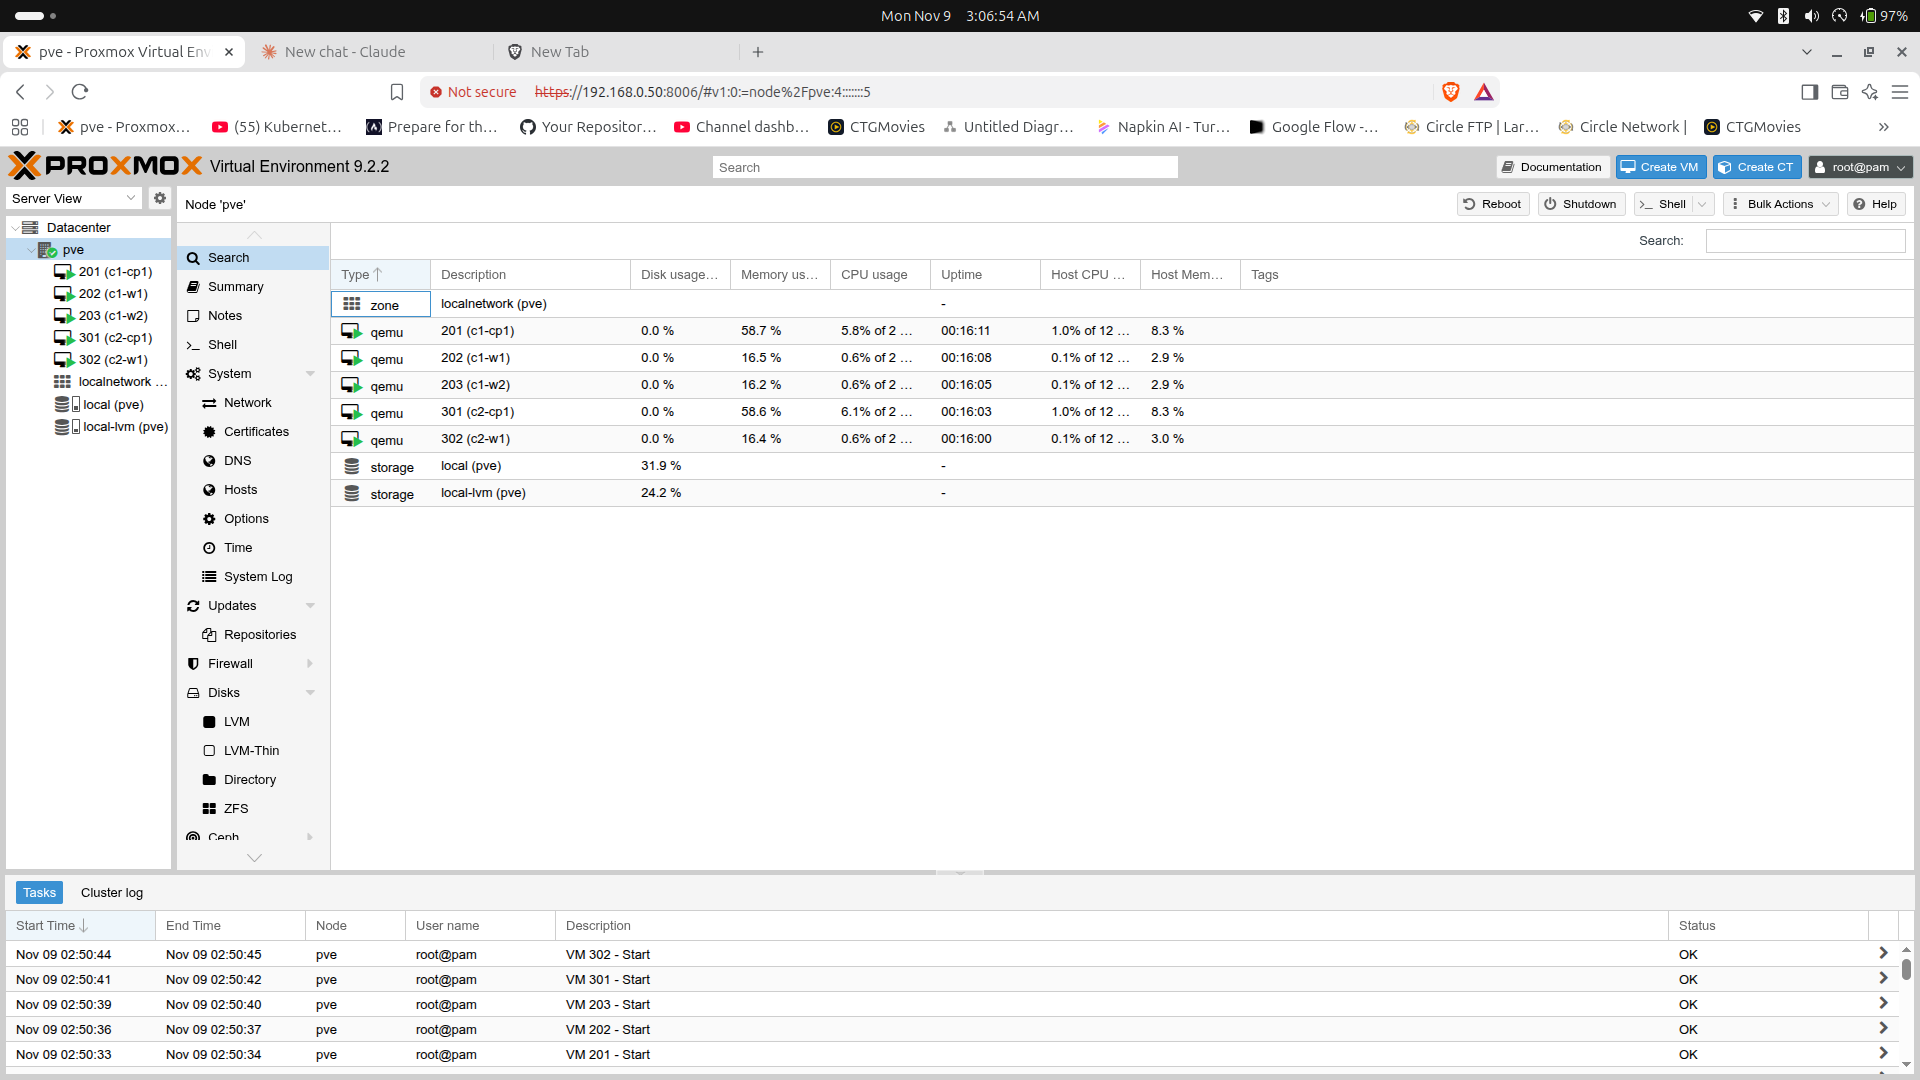 Mon Nov 9 3:06:54 AM
97%
pve - Proxmox Virtual Env
New chat - Claude
New Tab
Not secure https://192.168.0.50:8006/#v1:0:=node%2Fpve:4:::::::5
pve - Proxmox...
(55) Kubernet...
Prepare for th...
Your Repositor...
Channel dashb...
CTGMovies
Untitled Diagr...
Napkin AI - Tur...
Google Flow -...
Circle FTP | Lar...
Circle Network |
CTGMovies
PROXMOX Virtual Environment 9.2.2
Search
Documentation
Create VM
Create CT
root@pam
Server View
Node 'pve'
Reboot
Shutdown
Shell
Bulk Actions
Help
Datacenter
pve
201 (c1-cp1)
202 (c1-w1)
203 (c1-w2)
301 (c2-cp1)
302 (c2-w1)
localnetwork ...
local (pve)
local-lvm (pve)
Search
Summary
Notes
Shell
System
Network
Certificates
DNS
Hosts
Options
Time
System Log
Updates
Repositories
Firewall
Disks
LVM
LVM-Thin
Directory
ZFS
Ceph
Search:
Type Description Disk usage... Memory us... CPU usage Uptime Host CPU ... Host Mem... Tags
zone localnetwork (pve) -
qemu 201 (c1-cp1) 0.0 % 58.7 % 5.8% of 2 ... 00:16:11 1.0% of 12 ... 8.3 %
qemu 202 (c1-w1) 0.0 % 16.5 % 0.6% of 2 ... 00:16:08 0.1% of 12 ... 2.9 %
qemu 203 (c1-w2) 0.0 % 16.2 % 0.6% of 2 ... 00:16:05 0.1% of 12 ... 2.9 %
qemu 301 (c2-cp1) 0.0 % 58.6 % 6.1% of 2 ... 00:16:03 1.0% of 12 ... 8.3 %
qemu 302 (c2-w1) 0.0 % 16.4 % 0.6% of 2 ... 00:16:00 0.1% of 12 ... 3.0 %
storage local (pve) 31.9 % -
storage local-lvm (pve) 24.2 % -
Tasks Cluster log
Start Time End Time Node User name Description Status
Nov 09 02:50:44 Nov 09 02:50:45 pve root@pam VM 302 - Start OK
Nov 09 02:50:41 Nov 09 02:50:42 pve root@pam VM 301 - Start OK
Nov 09 02:50:39 Nov 09 02:50:40 pve root@pam VM 203 - Start OK
Nov 09 02:50:36 Nov 09 02:50:37 pve root@pam VM 202 - Start OK
Nov 09 02:50:33 Nov 09 02:50:34 pve root@pam VM 201 - Start OK